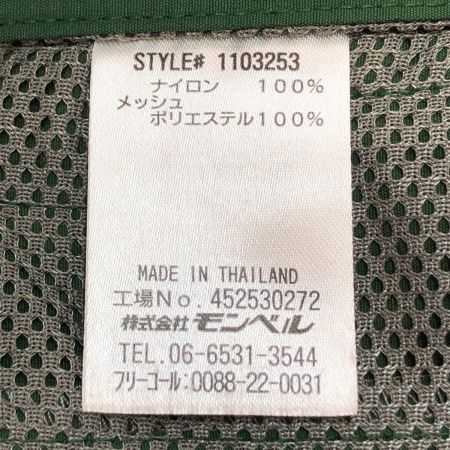 STYLE# 1103253
ナイロン 100%
メッシュ
ポリエステル100%
MADE IN THAILAND
工場No. 452530272
株式会社 モンベル
TEL. 06-6531-3544
フリーコール:0088-22-0031